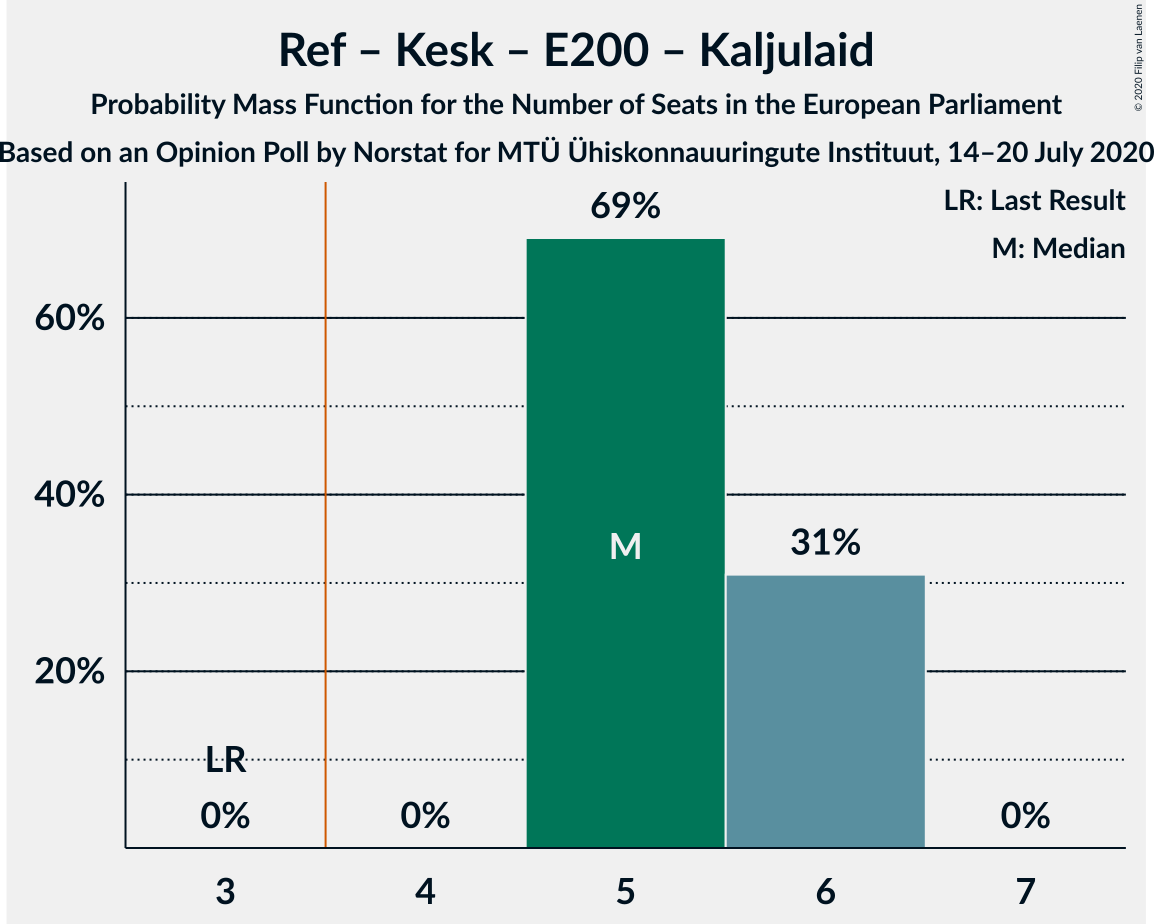 Ref – Kesk – E200 – Kaljulaid
Probability Mass Function for the Number of Seats in the European Parliament
Based on an Opinion Poll by Norstat for MTÜ Ühiskonnauuringute Instituut, 14–20 July 2020
© 2020 Filip van Laenen
LR: Last Result
M: Median
69%
60%
40%
31%
M
20%
LR
0%
0%
0%
3
4
5
6
7